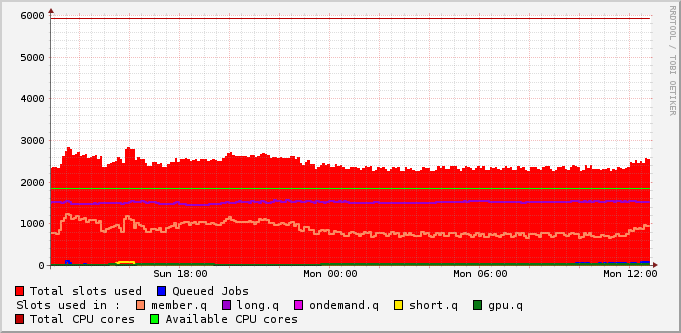 6000
5000
4000
3000
2000
1000
0
Sun 18:00 Mon 00:00 Mon 06:00 Mon 12:00
Total slots used Queued Jobs
Slots used in : member.q long.q ondemand.q short.q gpu.q
Total CPU cores Available CPU cores
RRDTOOL / TOBI OETIKER